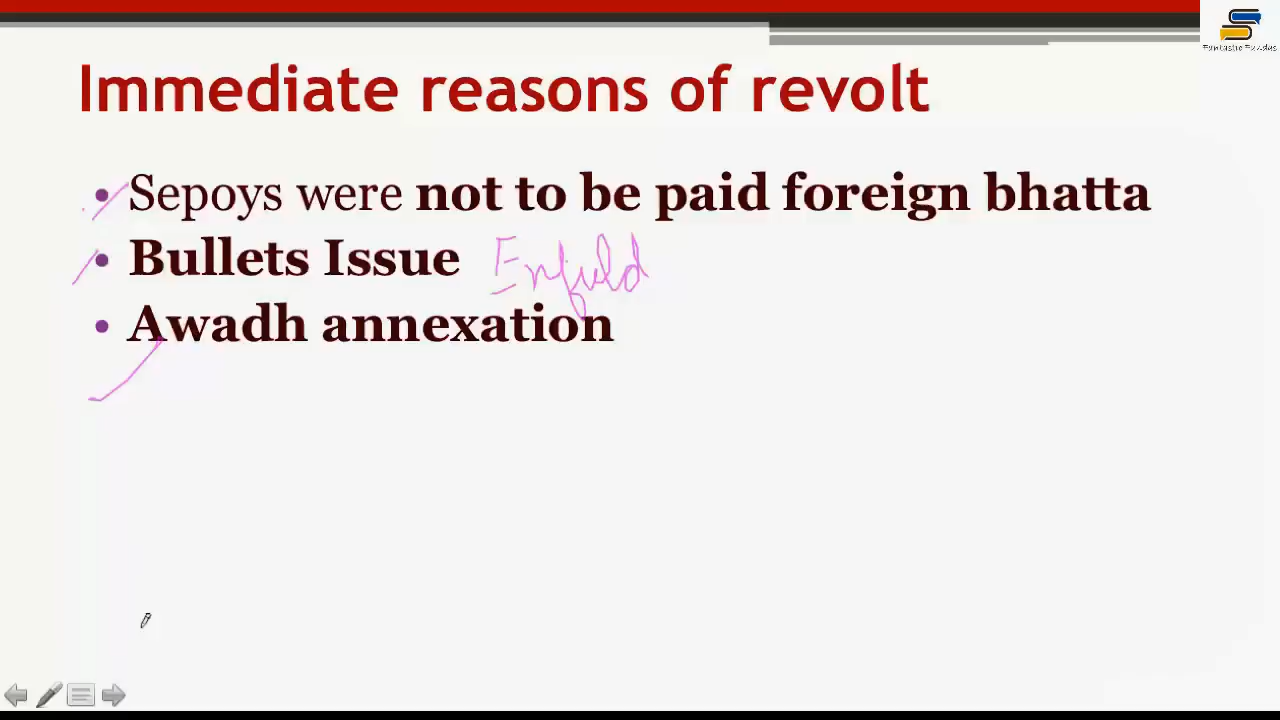 Immediate reasons of revolt
• Sepoys were not to be paid foreign bhatta
• Bullets Issue Enfield
• Awadh annexation